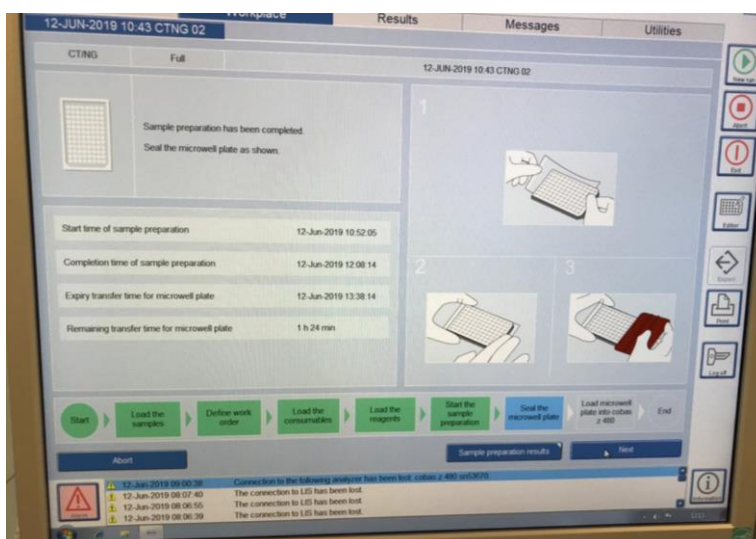 Workplace
Results
Messages
Utilities
12-JUN-2019 10:43 CTNG 02
CT/NG
Full
12-JUN-2019 10:43 CTNG 02
New run
Sample preparation has been completed.
Seal the microwell plate as shown.
1
Abort
End
Start time of sample preparation 12-Jun-2019 10:52:05
Editor
Completion time of sample preparation 12-Jun-2019 12:08:14
2
3
Export
Expiry transfer time for microwell plate 12-Jun-2019 13:38:14
Print
Remaining transfer time for microwell plate 1 h 24 min
Log off
Start
Load the
samples
Define work
order
Load the
consumables
Load the
reagents
Start the
sample
preparation
Seal the
microwell plate
Load microwell
plate into cobas
z 480
End
Abort
Sample preparation results
Next
12-Jun-2019 09:00:38 Connection to the following analyzer has been lost: cobas z 480
12-Jun-2019 08:07:40 The connection to LIS has been lost.
12-Jun-2019 08:06:55 The connection to LIS has been lost.
12-Jun-2019 08:06:39 The connection to LIS has been lost.
Alarms
Information